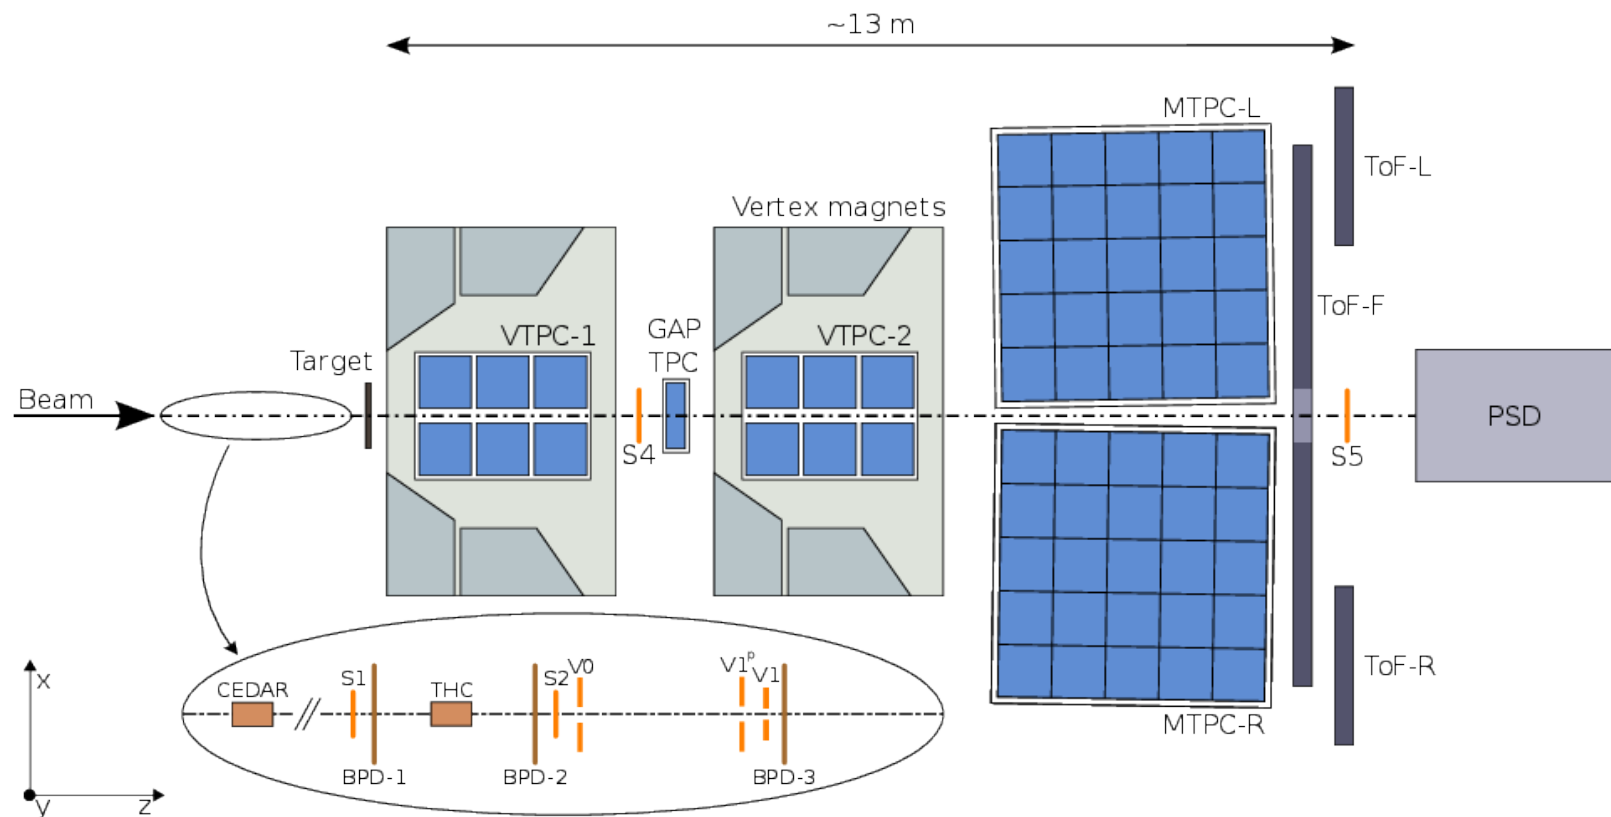 ~13 m
MTPC-L
ToF-L
Vertex magnets
ToF-F
VTPC-1
GAP
TPC
VTPC-2
Target
Beam
S4
PSD
S5
MTPC-R
ToF-R
x
y
z
CEDAR
S1
THC
S2
V0
V1p
V1
BPD-1
BPD-2
BPD-3